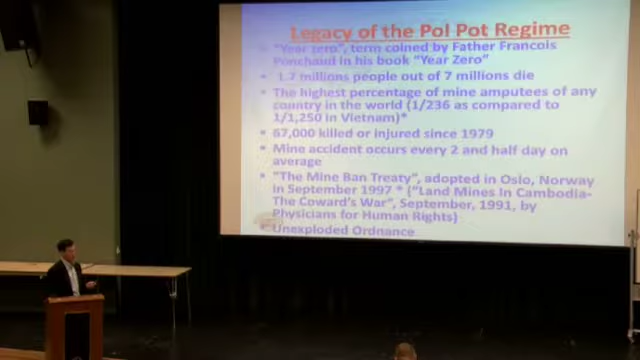 Legacy of the Pol Pot Regime
"Year zero", term coined by Father Francois
Ponchaud in his book "Year Zero"
1.7 millions people out of 7 millions die
The highest percentage of mine amputees of any
country in the world (1/236 as compared to
1/1,250 in Vietnam)*
67,000 killed or injured since 1979
Mine accident occurs every 2 and half day on
average
"The Mine Ban Treaty", adopted in Oslo, Norway
in September 1997 * ("Land Mines In Cambodia-
The Coward's War", September, 1991, by
Physicians for Human Rights)
Unexploded Ordnance